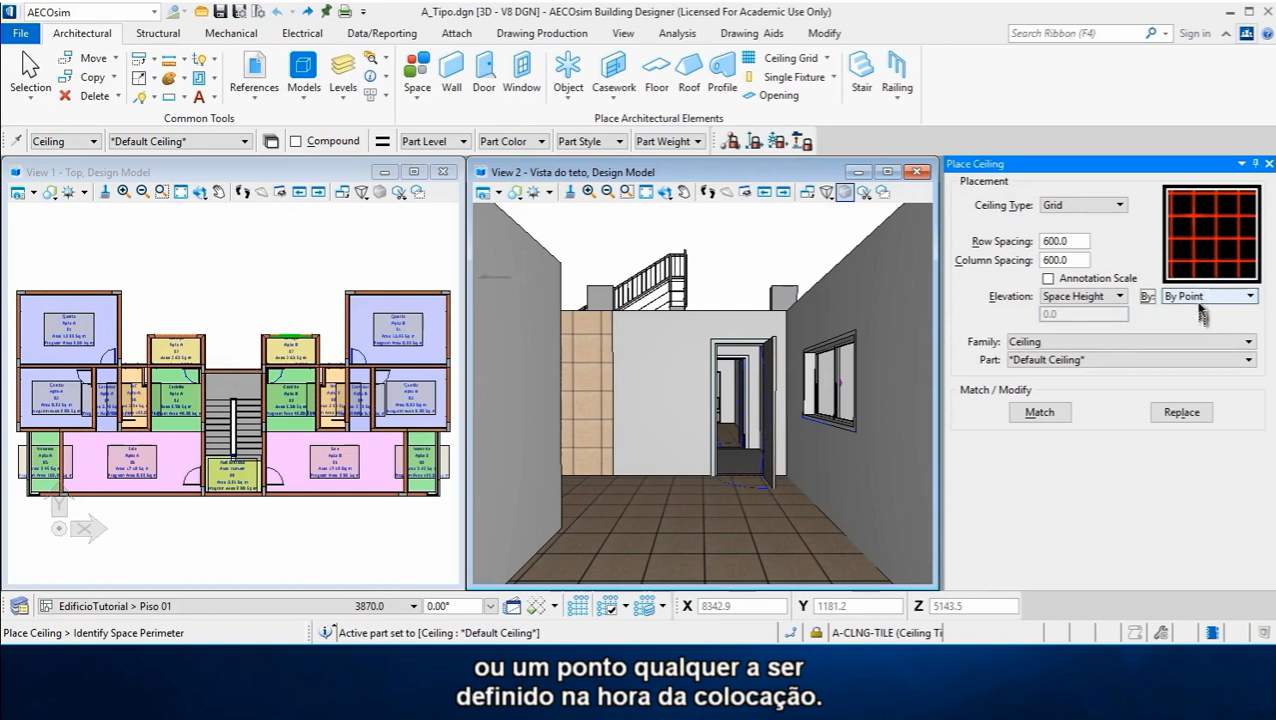 AECOsim
A_Tipo.dgn [3D - V8 DGN] - AECOsim Building Designer (Licensed For Academic Use Only)
File
Architectural
Structural
Mechanical
Electrical
Data/Reporting
Attach
Drawing Production
View
Analysis
Drawing Aids
Modify
Search Ribbon (F4)
Sign in
Selection
Move
Copy
Delete
References
Models
Levels
Space
Wall
Door
Window
Object
Casework
Floor
Roof
Profile
Ceiling Grid
Single Fixture
Opening
Stair
Railing
Common Tools
Place Architectural Elements
Ceiling
*Default Ceiling*
Compound
Part Level
Part Color
Part Style
Part Weight
View 1 - Top, Design Model
View 2 - Vista do teto, Design Model
Y
X
Place Ceiling
Placement
Ceiling Type: Grid
Row Spacing: 600.0
Column Spacing: 600.0
Annotation Scale
Elevation: Space Height By: By Point
0.0
Family: Ceiling
Part: *Default Ceiling*
Match / Modify
Match
Replace
EdificioTutorial > Piso 01
3870.0
0.00°
X 8342.9
Y 1181.2
Z 5143.5
Place Ceiling > Identify Space Perimeter
Active part set to [Ceiling : *Default Ceiling*]
A-CLNG-TILE (Ceiling Ti
ou um ponto qualquer a ser
definido na hora da colocação.